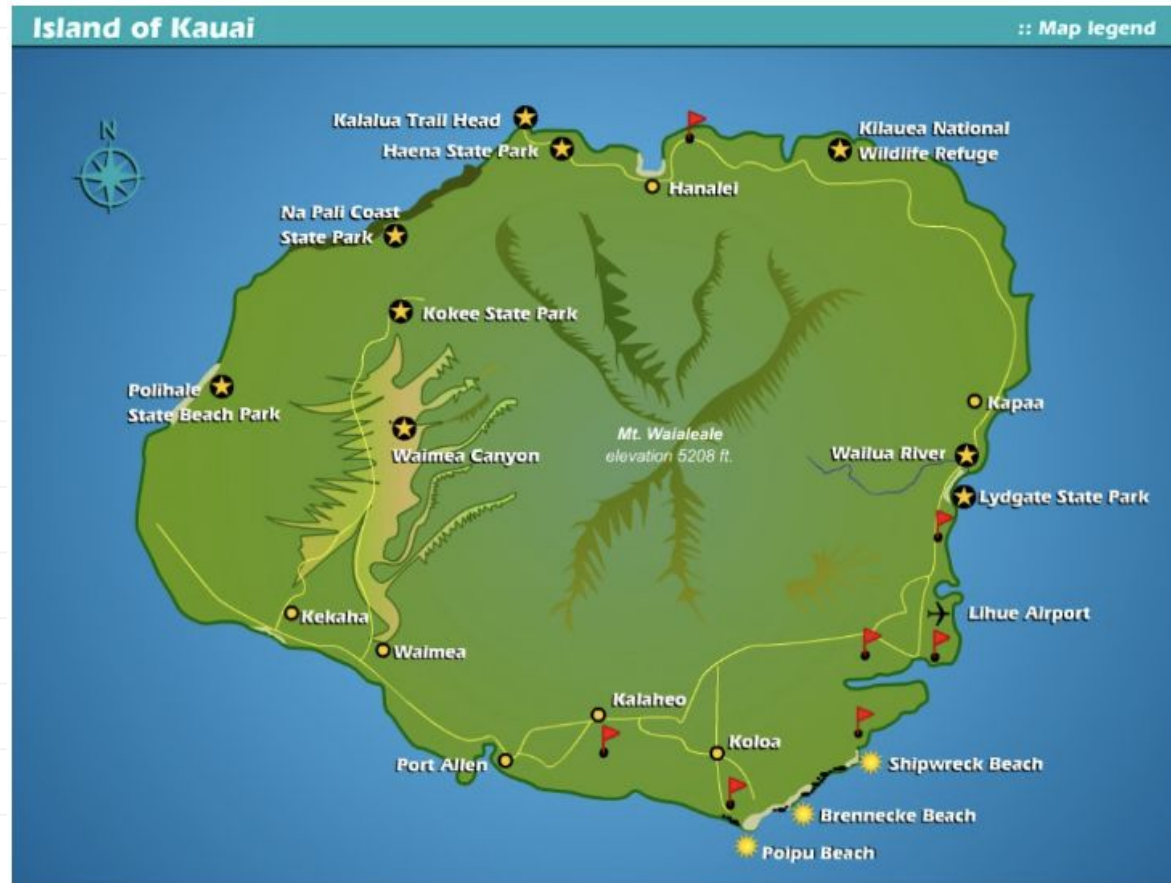 Island of Kauai
:: Map legend
N
Kalalua Trail Head
Haena State Park
Kilauea National
Wildlife Refuge
Hanalei
Na Pali Coast
State Park
Kokee State Park
Polihale
State Beach Park
Kapaa
Mt. Waialeale
elevation 5208 ft.
Waimea Canyon
Wailua River
Lydgate State Park
Kekaha
Lihue Airport
Waimea
Kalaheo
Koloa
Port Allen
Shipwreck Beach
Brennecke Beach
Poipu Beach